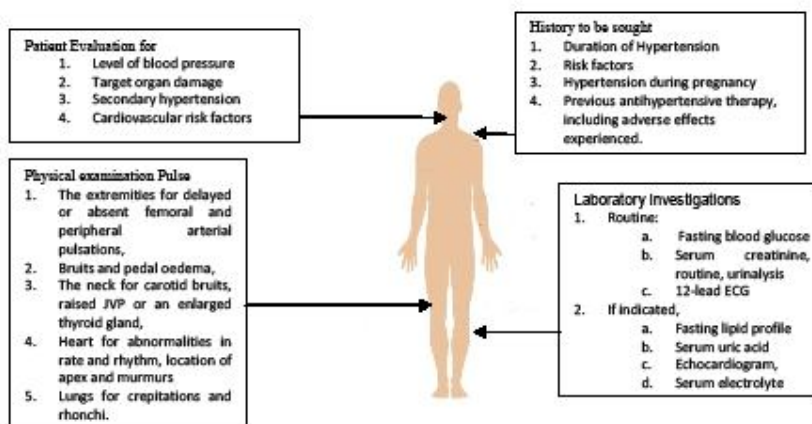 Patient Evaluation for
1. Level of blood pressure
2. Target organ damage
3. Secondary hypertension
4. Cardiovascular risk factors
History to be sought
1. Duration of Hypertension
2. Risk factors
3. Hypertension during pregnancy
4. Previous antihypertensive therapy,
including adverse effects
experienced.
Physical examination Pulse
1. The extremities for delayed
or absent femoral and
peripheral arterial
pulsations,
2. Bruits and pedal oedema,
3. The neck for carotid bruits,
raised JVP or an enlarged
thyroid gland,
4. Heart for abnormalities in
rate and rhythm, location of
apex and murmurs
5. Lungs for crepitations and
rhonchi.
Laboratory Investigations
1. Routine:
a. Fasting blood glucose
b. Serum creatinine,
routine, urinalysis
c. 12-lead ECG
2. If indicated,
a. Fasting lipid profile
b. Serum uric acid
c. Echocardiogram,
d. Serum electrolyte